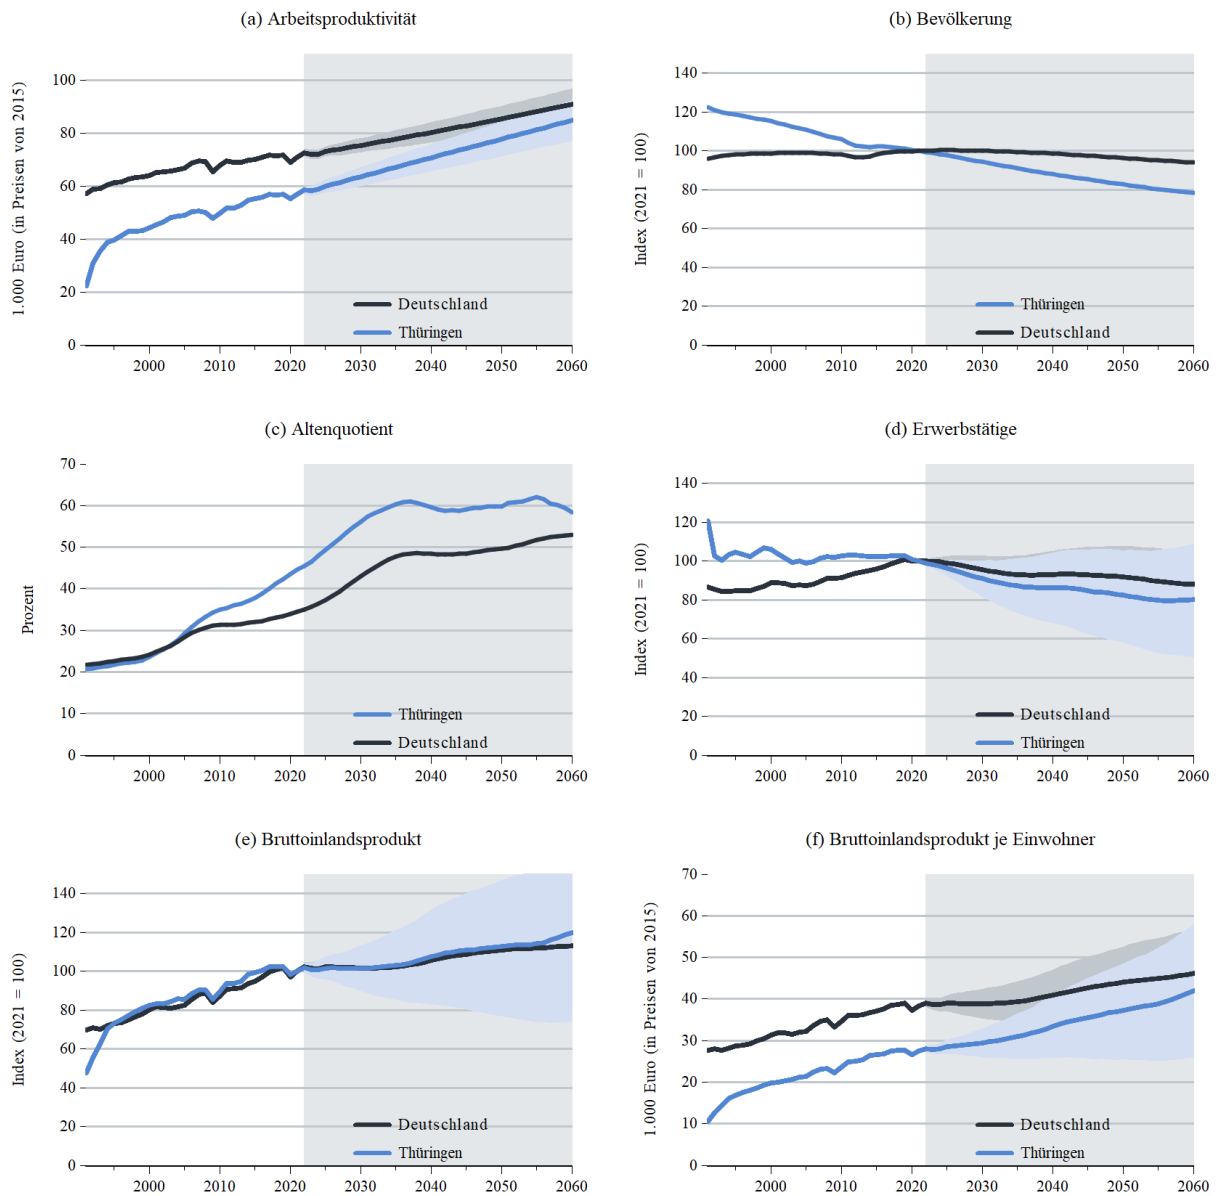 (a) Arbeitsproduktivität
1.000 Euro (in Preisen von 2015)
100
80
60
40
20
0
Deutschland
Thüringen
2000 2010 2020 2030 2040 2050 2060
(b) Bevölkerung
Index (2021 = 100)
140
120
100
80
60
40
20
0
Thüringen
Deutschland
2000 2010 2020 2030 2040 2050 2060
(c) Altenquotient
Prozent
70
60
50
40
30
20
10
0
Thüringen
Deutschland
2000 2010 2020 2030 2040 2050 2060
(d) Erwerbstätige
Index (2021 = 100)
140
120
100
80
60
40
20
0
Deutschland
Thüringen
2000 2010 2020 2030 2040 2050 2060
(e) Bruttoinlandsprodukt
Index (2021 = 100)
140
120
100
80
60
40
20
0
Deutschland
Thüringen
2000 2010 2020 2030 2040 2050 2060
(f) Bruttoinlandsprodukt je Einwohner
1.000 Euro (in Preisen von 2015)
70
60
50
40
30
20
10
0
Deutschland
Thüringen
2000 2010 2020 2030 2040 2050 2060